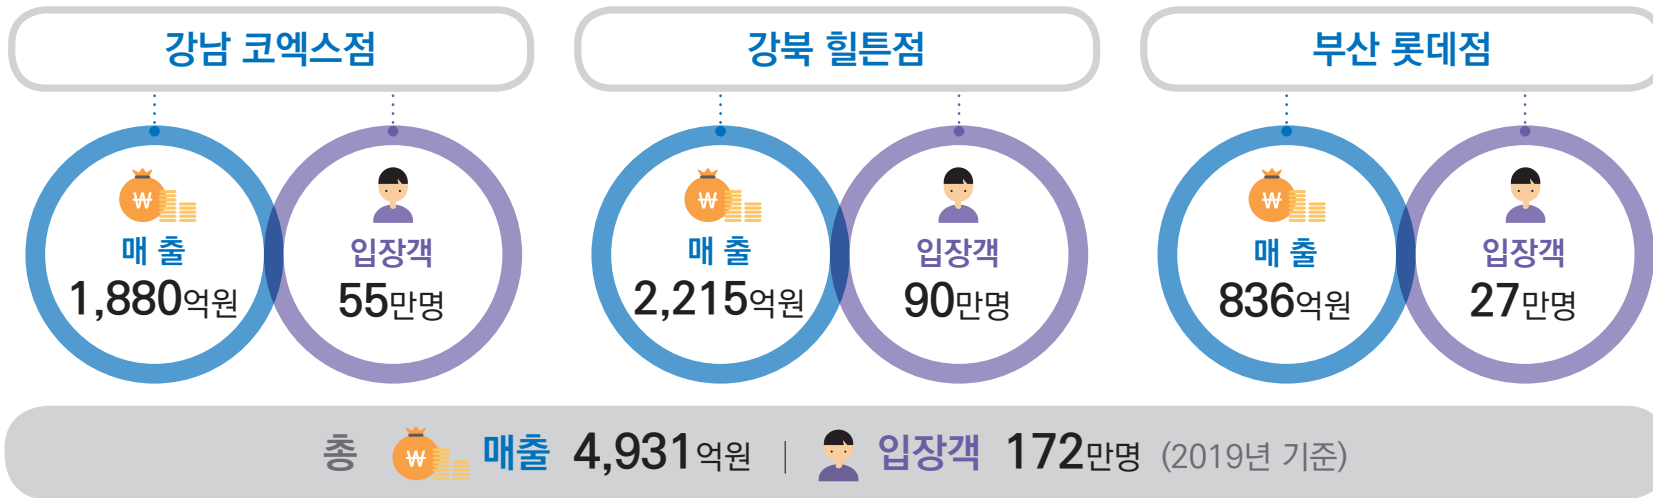 강남 코엑스점
강북 힐튼점
부산 롯데점
매 출
1,880억원
입장객
55만명
매 출
2,215억원
입장객
90만명
매 출
836억원
입장객
27만명
총 매출 4,931억원 | 입장객 172만명 (2019년 기준)